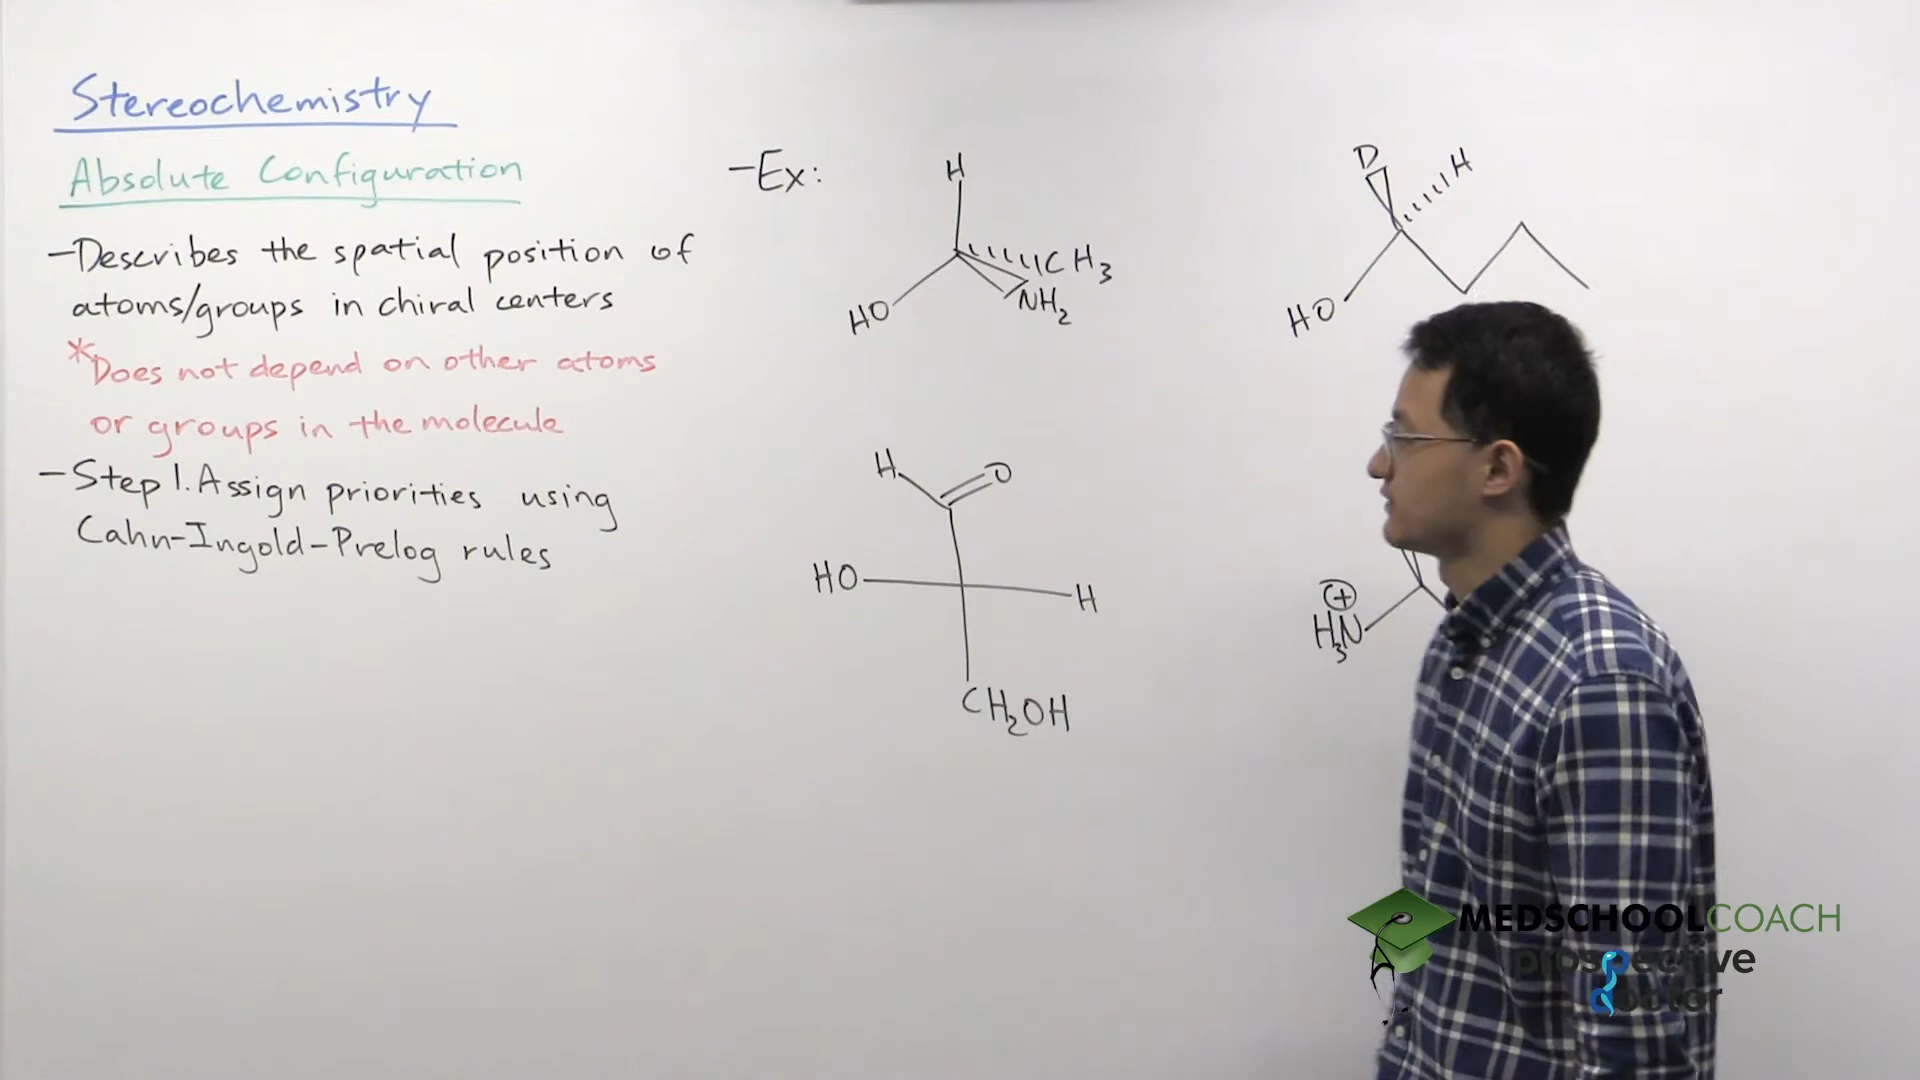 Stereochemistry
Absolute Configuration
-Describes the spatial position of
atoms/groups in chiral centers
*Does not depend on other atoms
or groups in the molecule
-Step 1. Assign priorities using
Cahn-Ingold-Prelog rules
-Ex:
H
CH3
NH2
HO
D
H
HO
H
O
HO
H
CH2OH
+
H3N
MEDSCHOOLCOACH
prospective
doctor